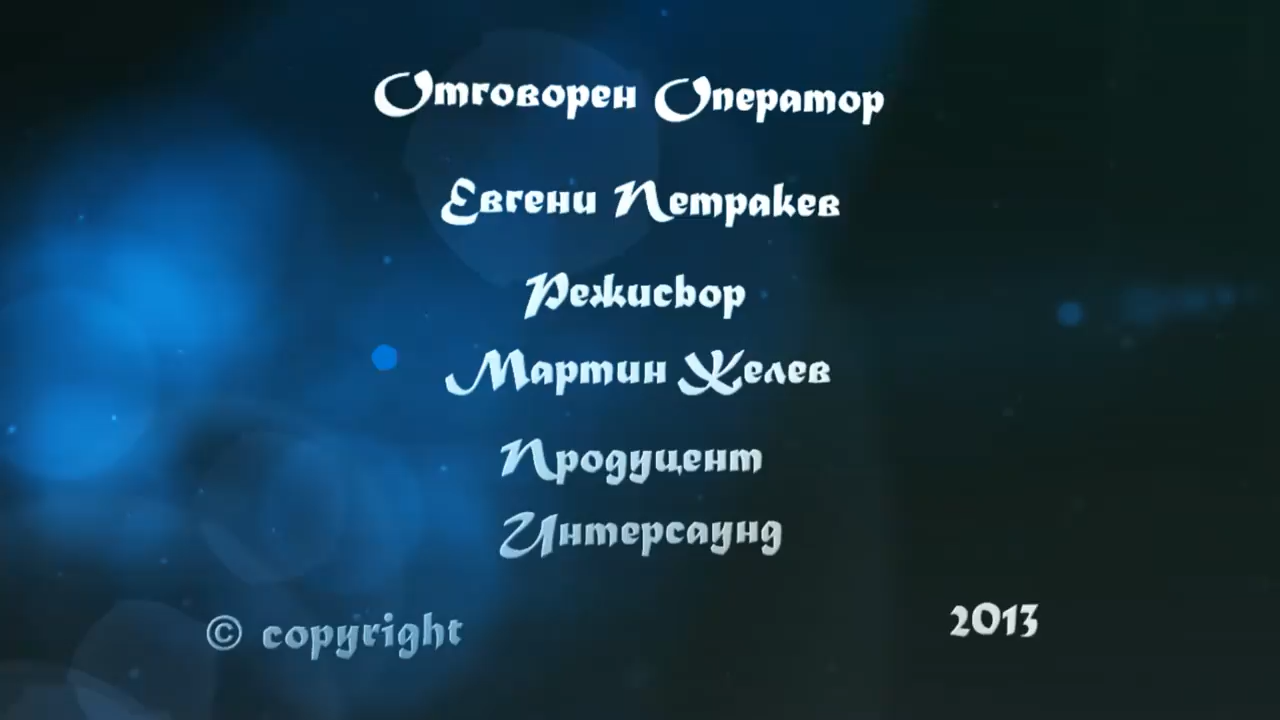 Отговорен Оператор
Евгени Петракев
Режисьор
Мартин Желев
Продуцент
Интерсаунд
© copyright 2013